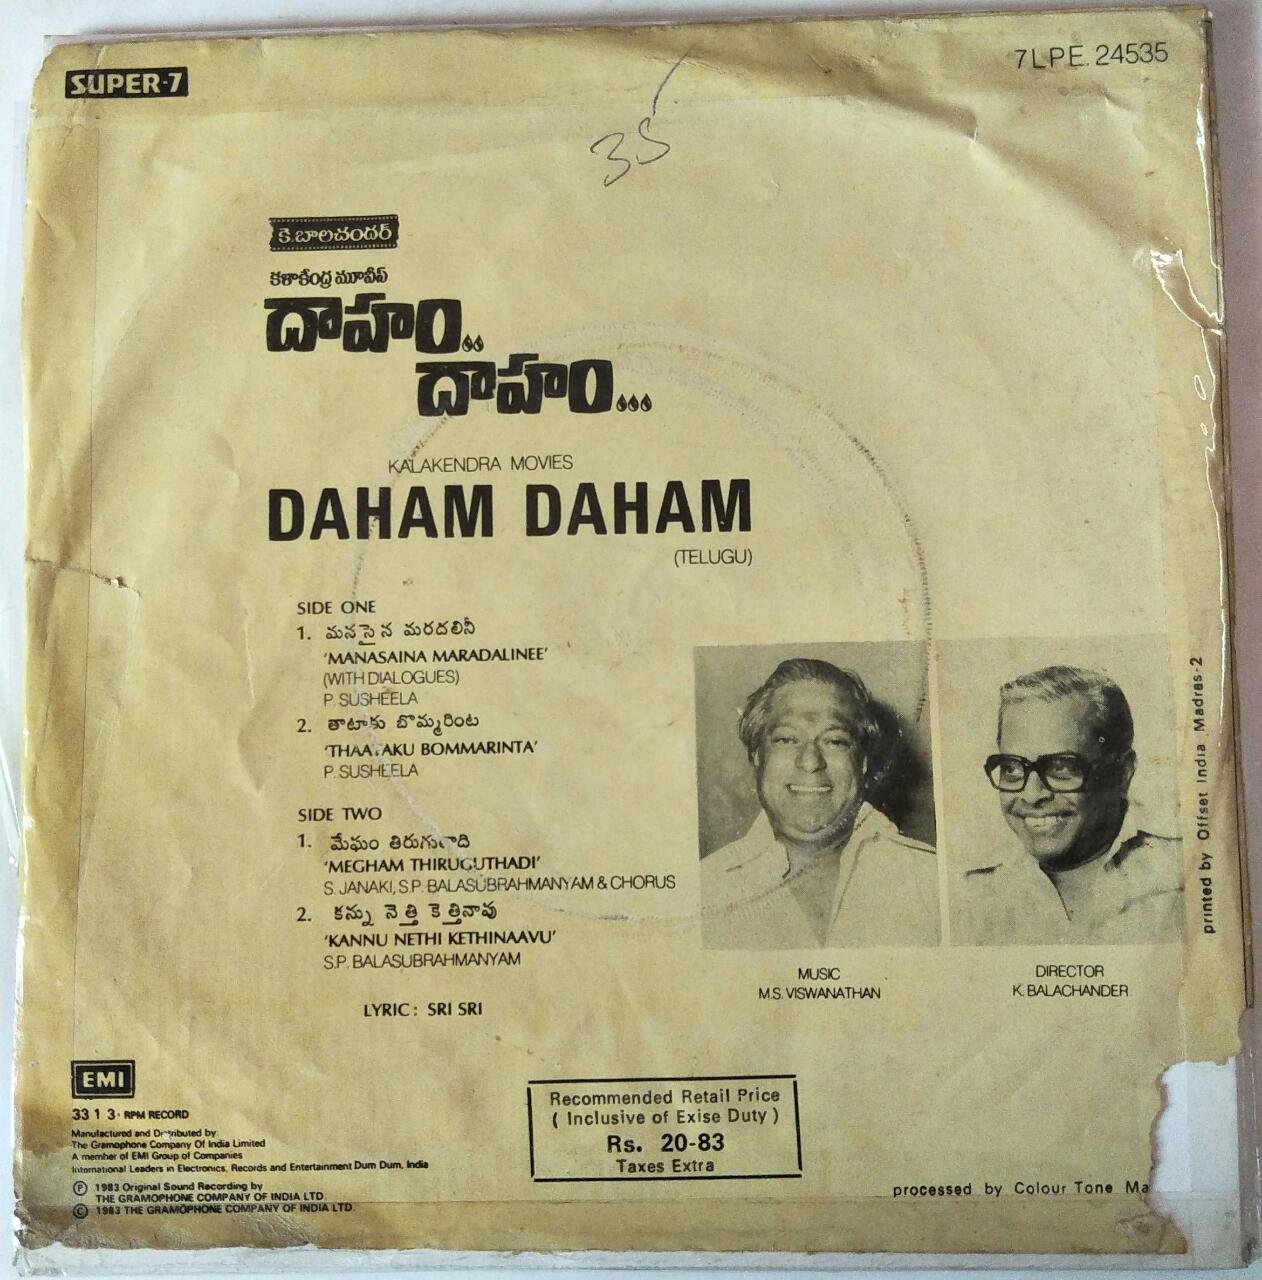 SUPER-7
7LPE. 24535
35
కె.బాలచందర్
కళాకేంద్ర మూవీస్
దాహం..
దాహం...
KALAKENDRA MOVIES
DAHAM DAHAM
(TELUGU)
SIDE ONE
1. మనసైన మరదలినీ
'MANASAINA MARADALINEE'
(WITH DIALOGUES)
P. SUSHEELA
2. తాటాకు బొమ్మరింట
'THAATAKU BOMMARINTA'
P. SUSHEELA
SIDE TWO
1. మేఘం తిరుగుతాది
'MEGHAM THIRUGUTHADI'
S. JANAKI, S.P. BALASUBRAHMANYAM & CHORUS
2. కన్ను నెత్తి కెత్తినావు
'KANNU NETHI KETHINAAVU'
S.P. BALASUBRAHMANYAM
LYRIC : SRI SRI
MUSIC
M.S. VISWANATHAN
DIRECTOR
K. BALACHANDER
printed by Offset India Madras-2
EMI
33 1 3 · RPM RECORD
Manufactured and Distributed by
The Gramophone Company Of India Limited
A member of EMI Group of Companies
International Leaders in Electronics, Records and Entertainment Dum Dum, India
Ⓟ 1983 Original Sound Recording by
THE GRAMOPHONE COMPANY OF INDIA LTD
© 1983 THE GRAMOPHONE COMPANY OF INDIA LTD.
Recommended Retail Price
( Inclusive of Exise Duty )
Rs. 20-83
Taxes Extra
processed by Colour Tone Ma